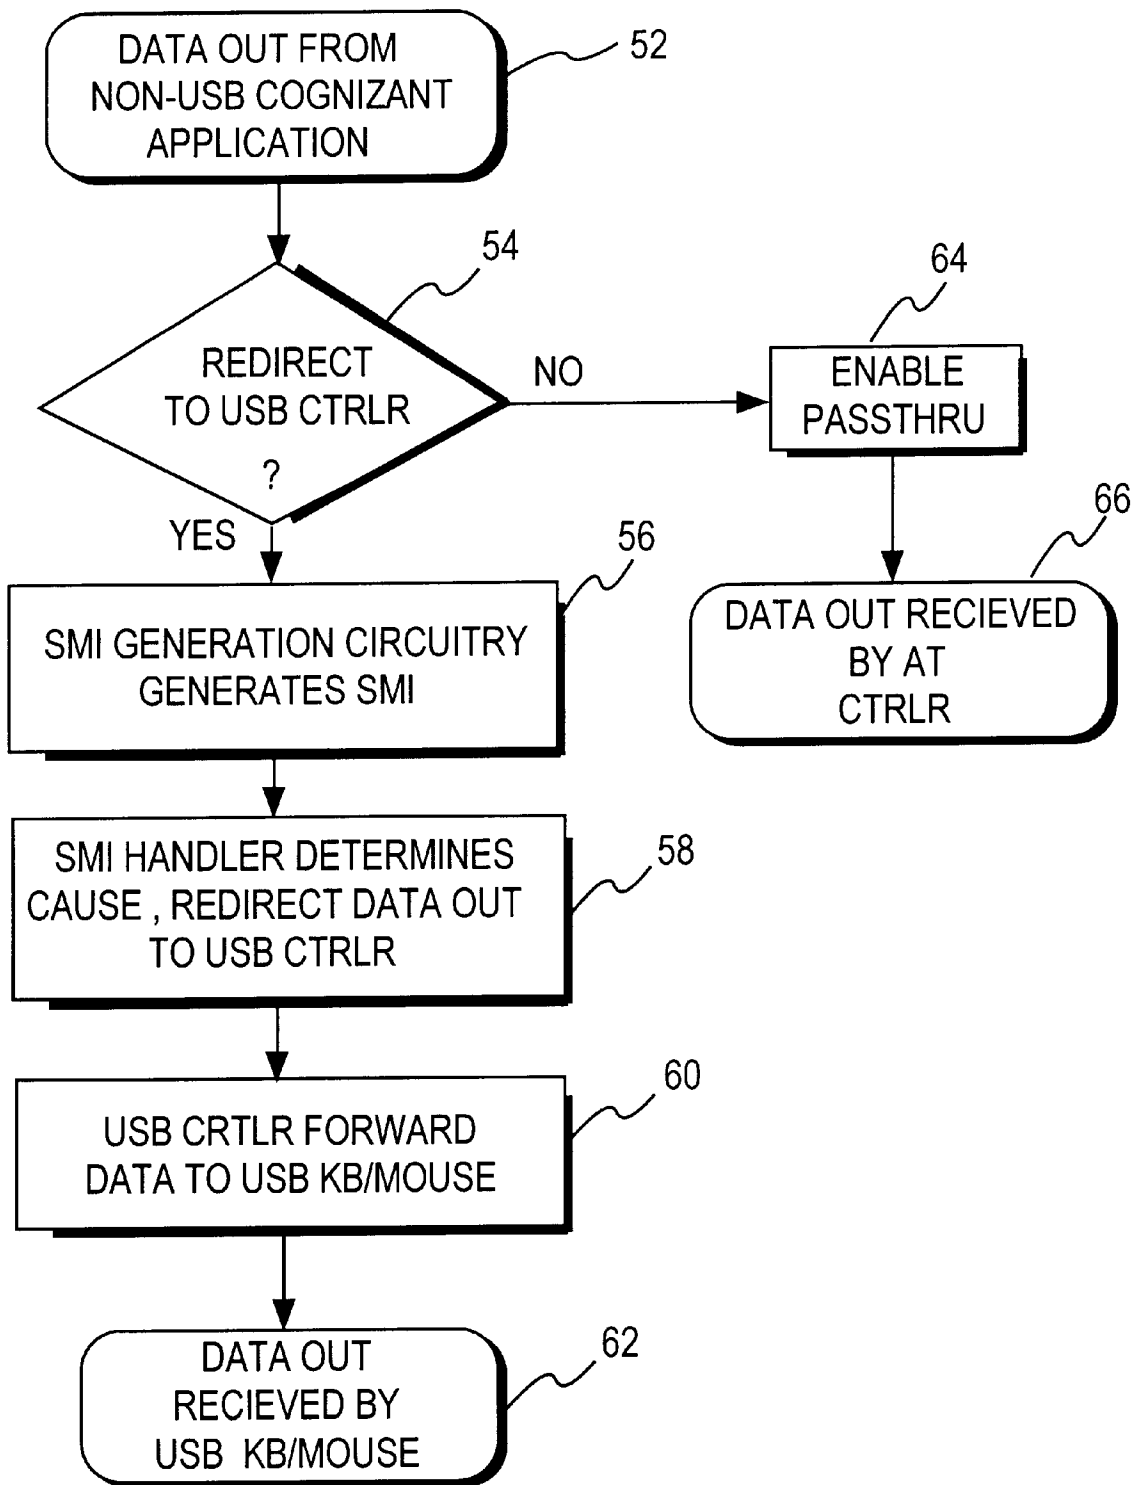 DATA OUT FROM
NON-USB COGNIZANT
APPLICATION
52
54
REDIRECT
TO USB CTRLR
?
NO
YES
64
ENABLE
PASSTHRU
66
DATA OUT RECIEVED
BY AT
CTRLR
56
SMI GENERATION CIRCUITRY
GENERATES SMI
58
SMI HANDLER DETERMINES
CAUSE , REDIRECT DATA OUT
TO USB CTRLR
60
USB CRTLR FORWARD
DATA TO USB KB/MOUSE
62
DATA OUT
RECIEVED BY
USB KB/MOUSE